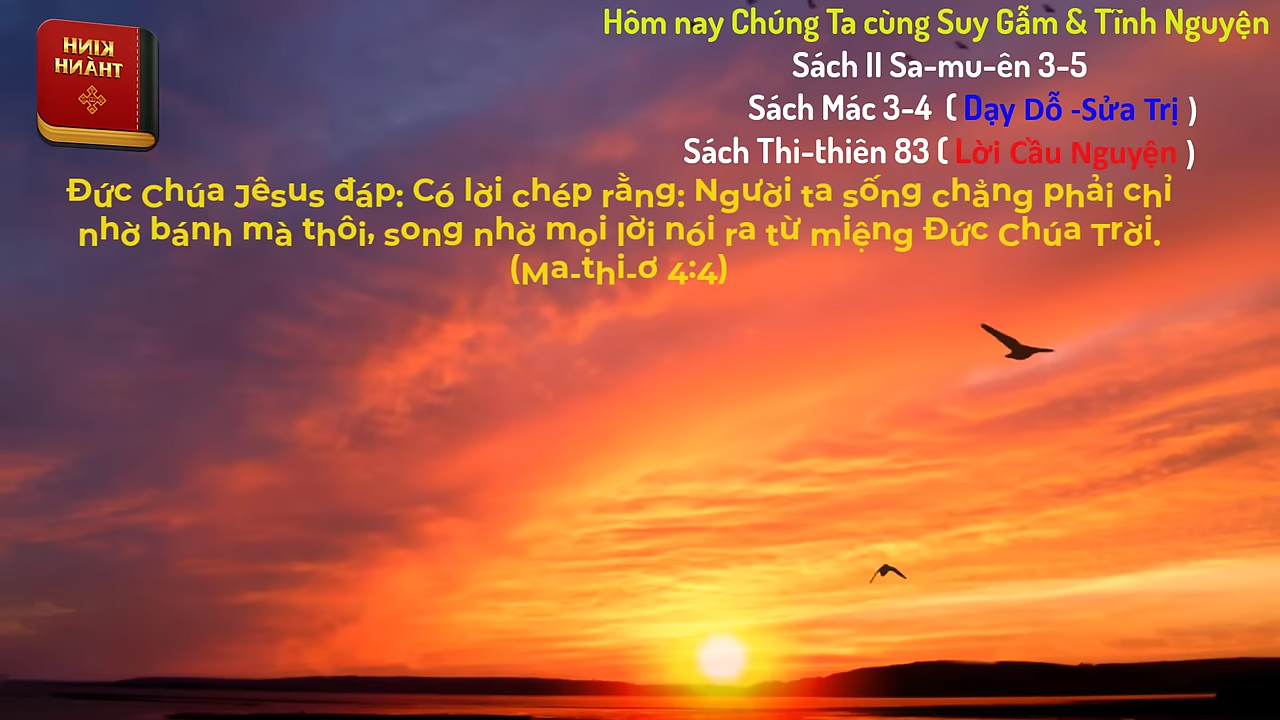 KINH
THÀNH
Hôm nay Chúng Ta cùng Suy Gẫm & Tĩnh Nguyện
Sách II Sa-mu-ên 3-5
Sách Mác 3-4 ( Dạy Dỗ -Sửa Trị )
Sách Thi-thiên 83 ( Lời Cầu Nguyện )
Đức Chúa Jêsus đáp: Có lời chép rằng: Người ta sống chẳng phải chỉ
nhờ bánh mà thôi, song nhờ mọi lời nói ra từ miệng Đức Chúa Trời.
(Ma-thi-ơ 4:4)